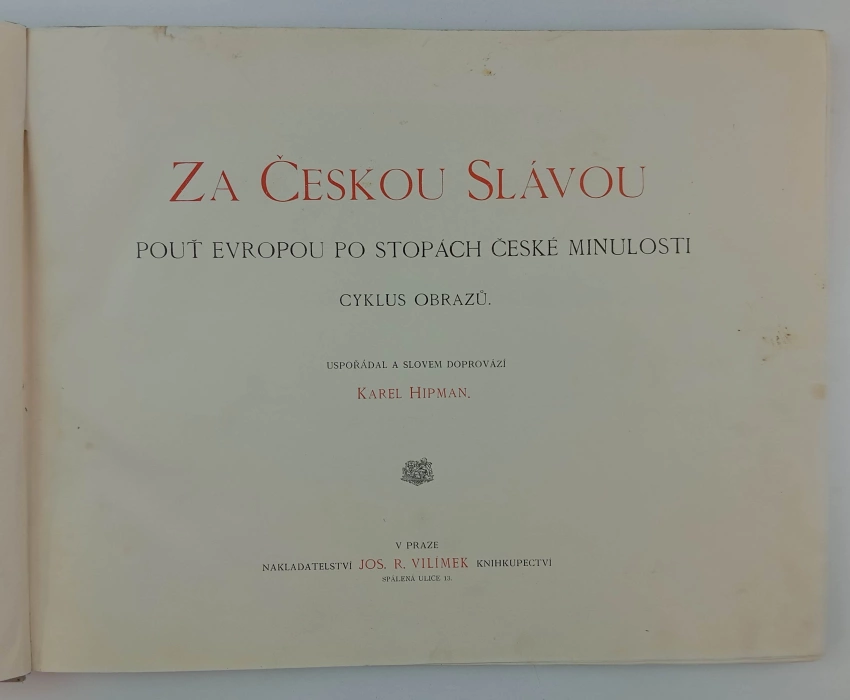 Za Českou Slávou
POUŤ EVROPOU PO STOPÁCH ČESKÉ MINULOSTI
CYKLUS OBRAZŮ.
USPOŘÁDAL A SLOVEM DOPROVÁZÍ
Karel Hipman.
V PRAZE
NAKLADATELSTVÍ JOS. R. VILÍMEK KNIHKUPECTVÍ
SPÁLENÁ ULICE 13.